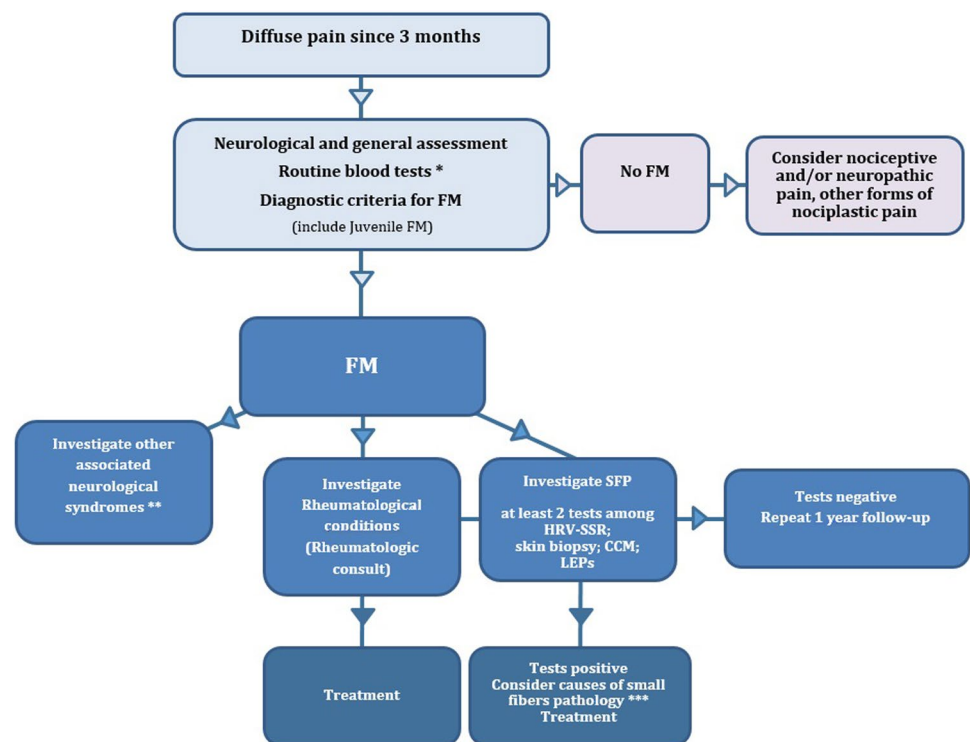 Diffuse pain since 3 months
Neurological and general assessment
Routine blood tests *
Diagnostic criteria for FM
(include Juvenile FM)
No FM
Consider nociceptive
and/or neuropathic
pain, other forms of
nociplastic pain
FM
Investigate other
associated
neurological
syndromes **
Investigate
Rheumatological
conditions
(Rheumatologic
consult)
Investigate SFP
at least 2 tests among
HRV-SSR;
skin biopsy; CCM;
LEPs
Tests negative
Repeat 1 year follow-up
Treatment
Tests positive
Consider causes of small
fibers pathology ***
Treatment